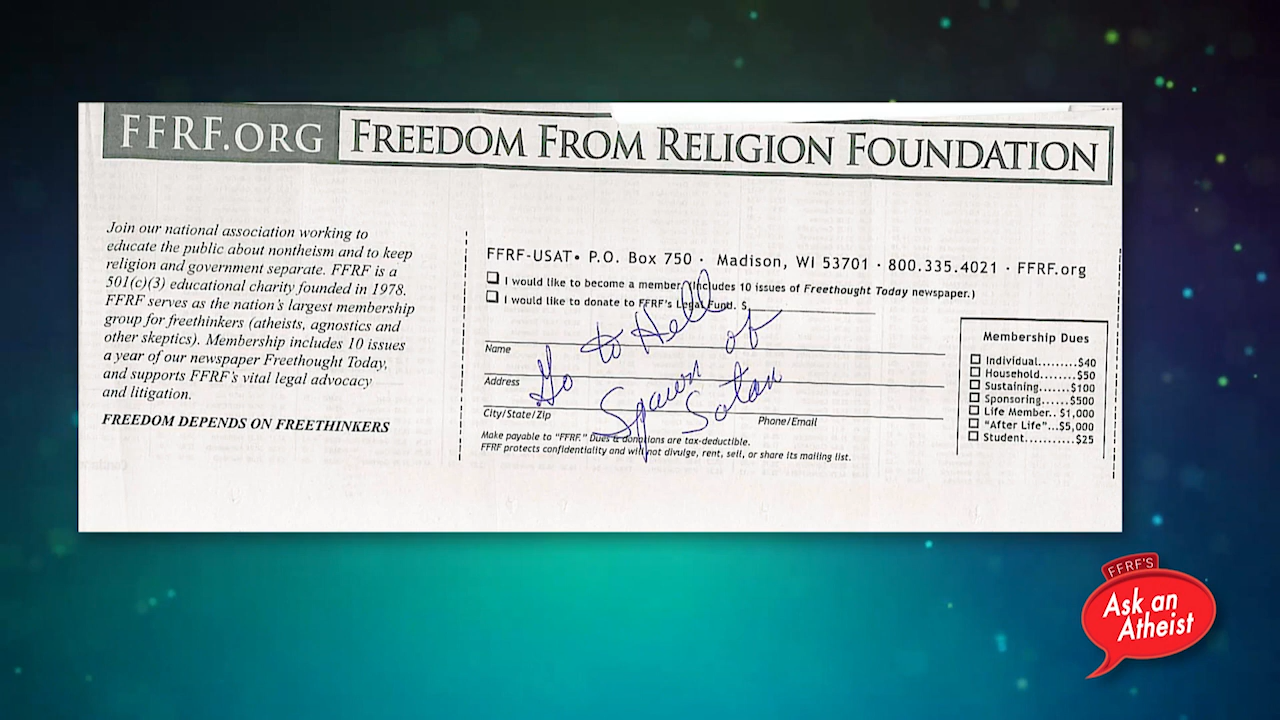 FFRF.ORG FREEDOM FROM RELIGION FOUNDATION
Join our national association working to
educate the public about nontheism and to keep
religion and government separate. FFRF is a
501(c)(3) educational charity founded in 1978.
FFRF serves as the nation's largest membership
group for freethinkers (atheists, agnostics and
other skeptics). Membership includes 10 issues
a year of our newspaper Freethought Today,
and supports FFRF's vital legal advocacy
and litigation.
FREEDOM DEPENDS ON FREETHINKERS
FFRF-USAT• P.O. Box 750 · Madison, WI 53701 · 800.335.4021 · FFRF.org
I would like to become a member (includes 10 issues of Freethought Today newspaper.)
I would like to donate to FFRF's Legal Fund. $
Name
Address
City/State/Zip
Phone/Email
Go to Hell
Spawn of
Satan
Make payable to "FFRF." Dues & donations are tax-deductible.
FFRF protects confidentiality and will not divulge, rent, sell, or share its mailing list.
Membership Dues
Individual........$40
Household.......$50
Sustaining......$100
Sponsoring......$500
Life Member.. $1,000
"After Life"...$5,000
Student...........$25
FFRF'S
Ask an
Atheist